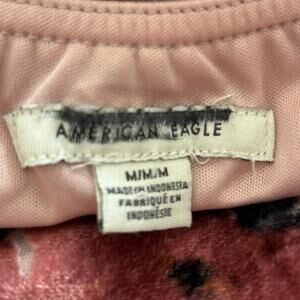 AMERICAN EAGLE
M/M/M
MADE IN INDONESIA
FABRIQUÉ EN
INDONÉSIE